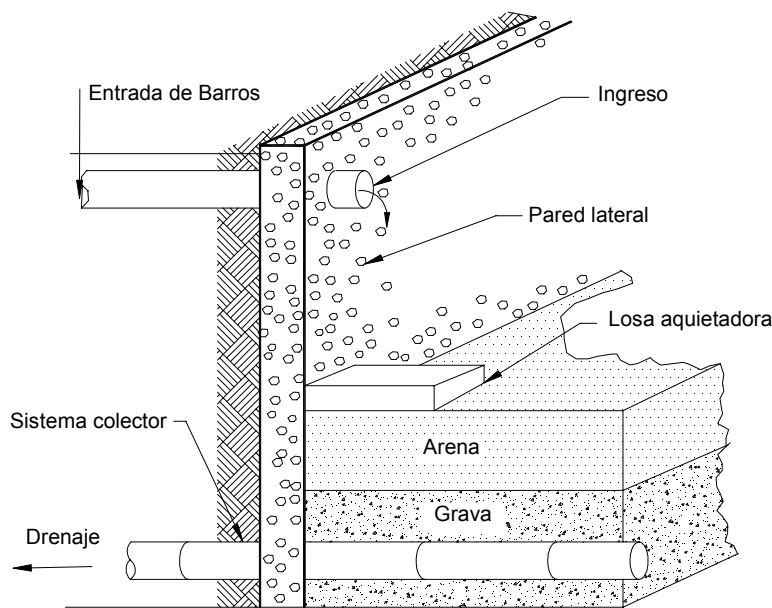 Entrada de Barros
Ingreso
Pared lateral
Losa aquietadora
Sistema colector
Arena
Grava
Drenaje